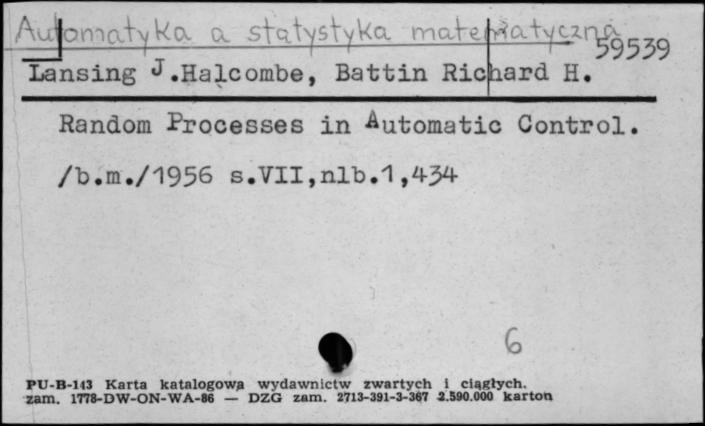 Automatyka a statystyka matematyczna
59539
Lansing J.Halcombe, Battin Richard H.
Random Processes in Automatic Control.
/b.m./1956 s.VII,nlb.1,434
6
PU-B-143 Karta katalogowa wydawnictw zwartych i ciągłych.
zam. 1778-DW-ON-WA-86 — DZG zam. 2713-391-3-367 2.590.000 karton